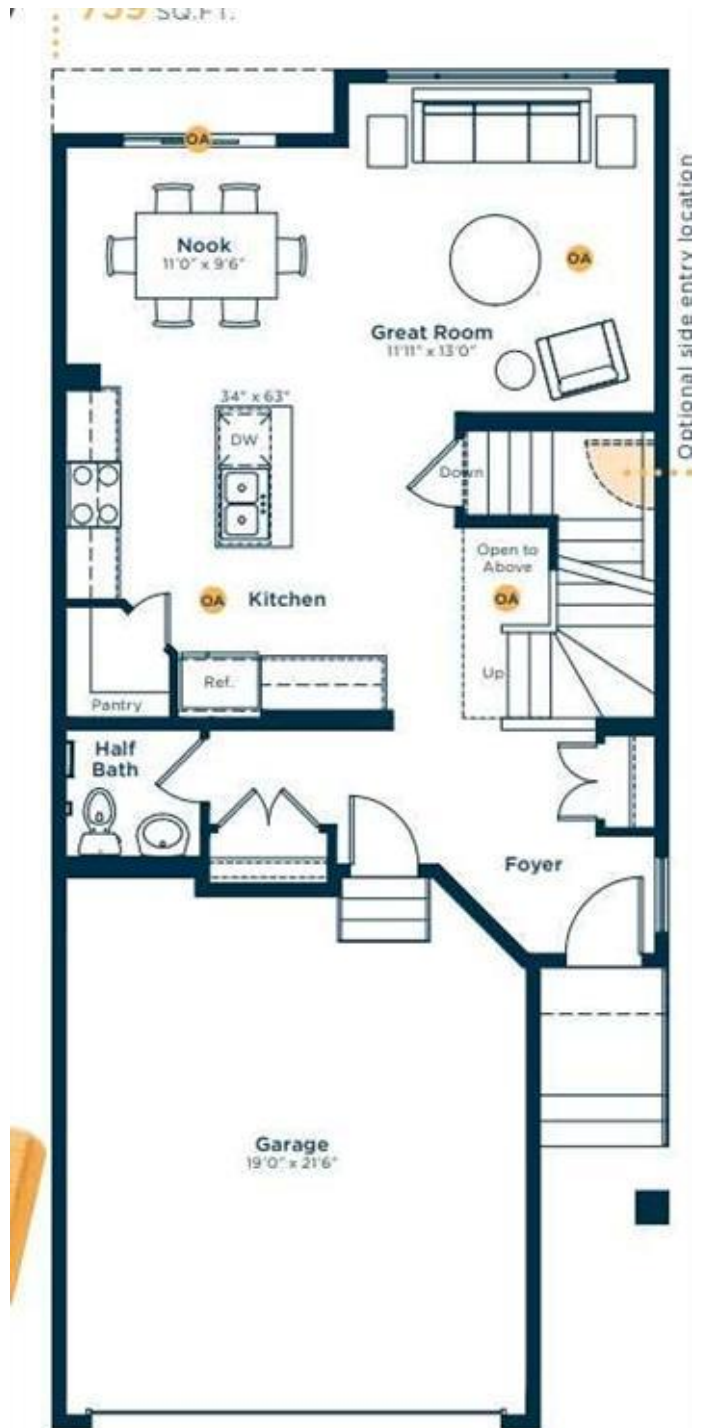 SQ.FT.
OA
Nook
11'0" x 9'6"
OA
Great Room
11'11" x 13'0"
Optional side entry location
34" x 63"
DW
Down
Open to
Above
OA
OA
Kitchen
Up
Ref.
Pantry
Half
Bath
Foyer
Garage
19'0" x 21'6"